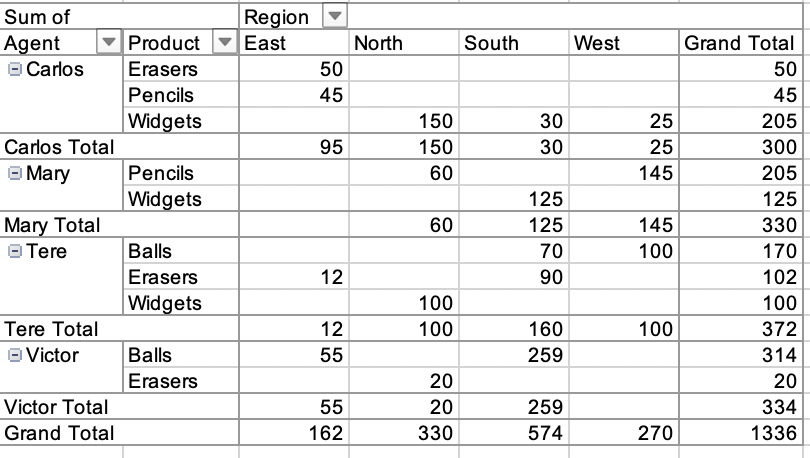 Sum of Region
Agent Product East North South West Grand Total
Carlos Erasers 50 50
Pencils 45 45
Widgets 150 30 25 205
Carlos Total 95 150 30 25 300
Mary Pencils 60 145 205
Widgets 125 125
Mary Total 60 125 145 330
Tere Balls 70 100 170
Erasers 12 90 102
Widgets 100 100
Tere Total 12 100 160 100 372
Victor Balls 55 259 314
Erasers 20 20
Victor Total 55 20 259 334
Grand Total 162 330 574 270 1336